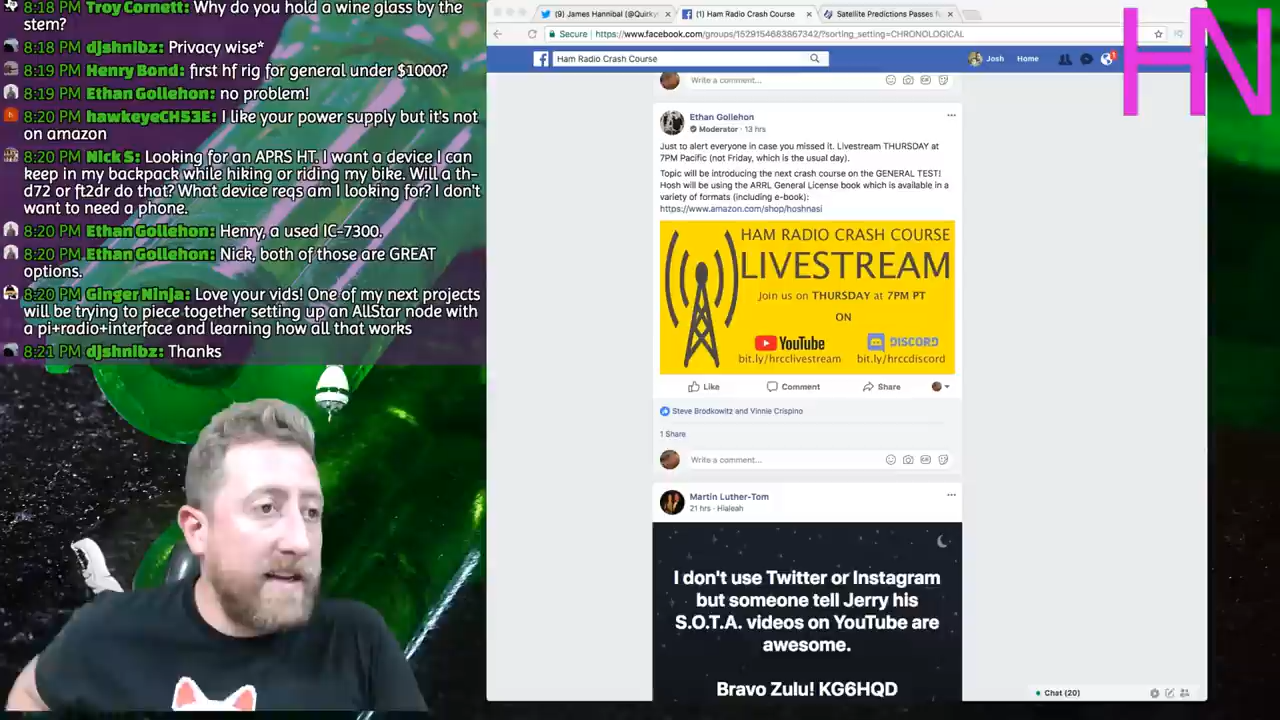 8:18 PM Troy Cornett: Why do you hold a wine glass by the
stem?
8:18 PM djshnibz: Privacy wise*
8:19 PM Henry Bond: first hf rig for general under $1000?
8:19 PM Ethan Gollehon: no problem!
8:20 PM hawkeyeCH53E: I like your power supply but it's not
on amazon
8:20 PM Nick S: Looking for an APRS HT. I want a device I can
keep in my backpack while hiking or riding my bike. Will a th-
d72 or ft2dr do that? What device reqs am I looking for? I don't
want to need a phone.
8:20 PM Ethan Gollehon: Henry, a used IC-7300.
8:20 PM Ethan Gollehon: Nick, both of those are GREAT
options.
8:20 PM Ginger Ninja: Love your vids! One of my next projects
will be trying to piece together setting up an AllStar node with
a pi+radio+interface and learning how all that works
8:21 PM djshnibz: Thanks
(9) James Hannibal (@Quirky
(1) Ham Radio Crash Course
Satellite Predictions Passes f
Secure
https://www.facebook.com/groups/1529154683867342/?sorting_setting=CHRONOLOGICAL
Ham Radio Crash Course
Josh
Home
1
HN
Write a comment...
Ethan Gollehon
Moderator · 13 hrs
Just to alert everyone in case you missed it. Livestream THURSDAY at
7PM Pacific (not Friday, which is the usual day).
Topic will be introducing the next crash course on the GENERAL TEST!
Hosh will be using the ARRL General License book which is available in a
variety of formats (including e-book):
https://www.amazon.com/shop/hoshnasi
HAM RADIO CRASH COURSE
LIVESTREAM
Join us on THURSDAY at 7PM PT
ON
YouTube
DISCORD
bit.ly/hrcclivestream
bit.ly/hrccdiscord
Like
Comment
Share
Steve Brodkowitz and Vinnie Crispino
1 Share
Write a comment...
GIF
Martin Luther-Tom
21 hrs · Hialeah
I don't use Twitter or Instagram
but someone tell Jerry his
S.O.T.A. videos on YouTube are
awesome.
Bravo Zulu! KG6HQD
Chat (20)